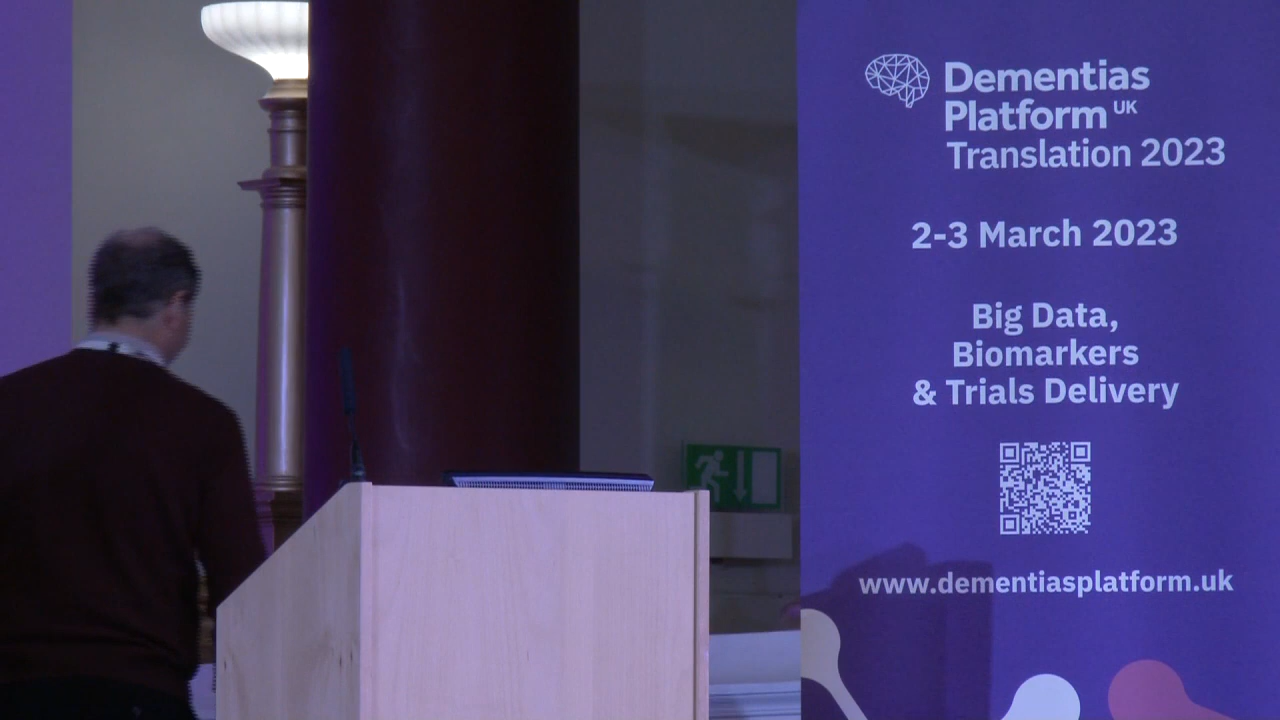 Dementias
Platform UK
Translation 2023
2-3 March 2023
Big Data,
Biomarkers
& Trials Delivery
www.dementiasplatform.uk